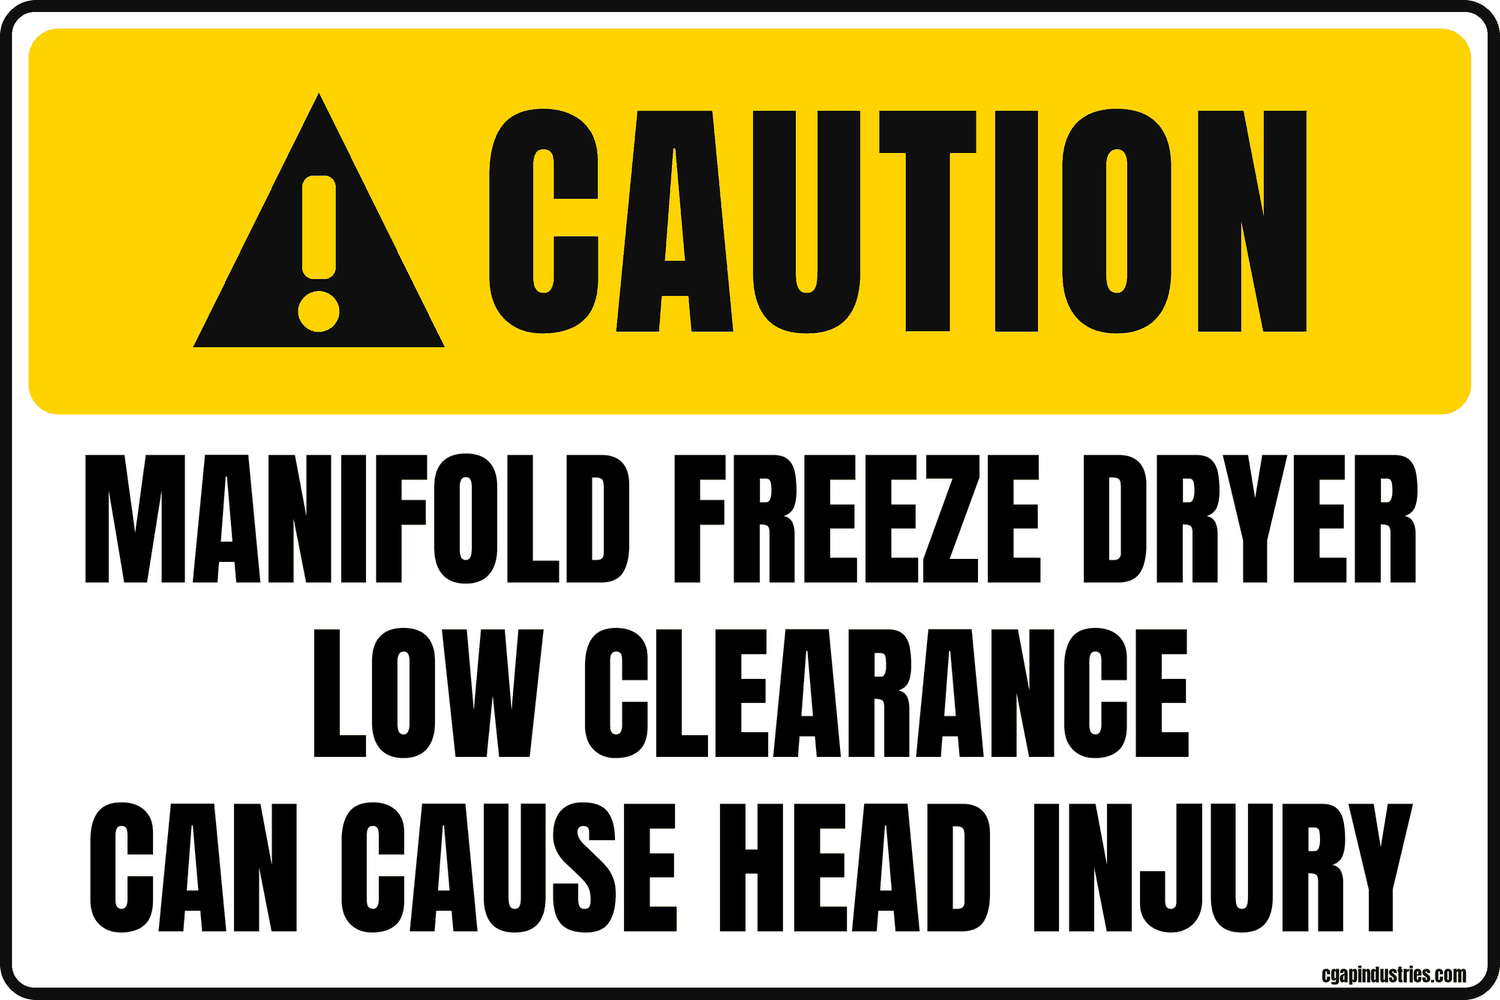 CAUTION
MANIFOLD FREEZE DRYER
LOW CLEARANCE
CAN CAUSE HEAD INJURY
cgapindustries.com